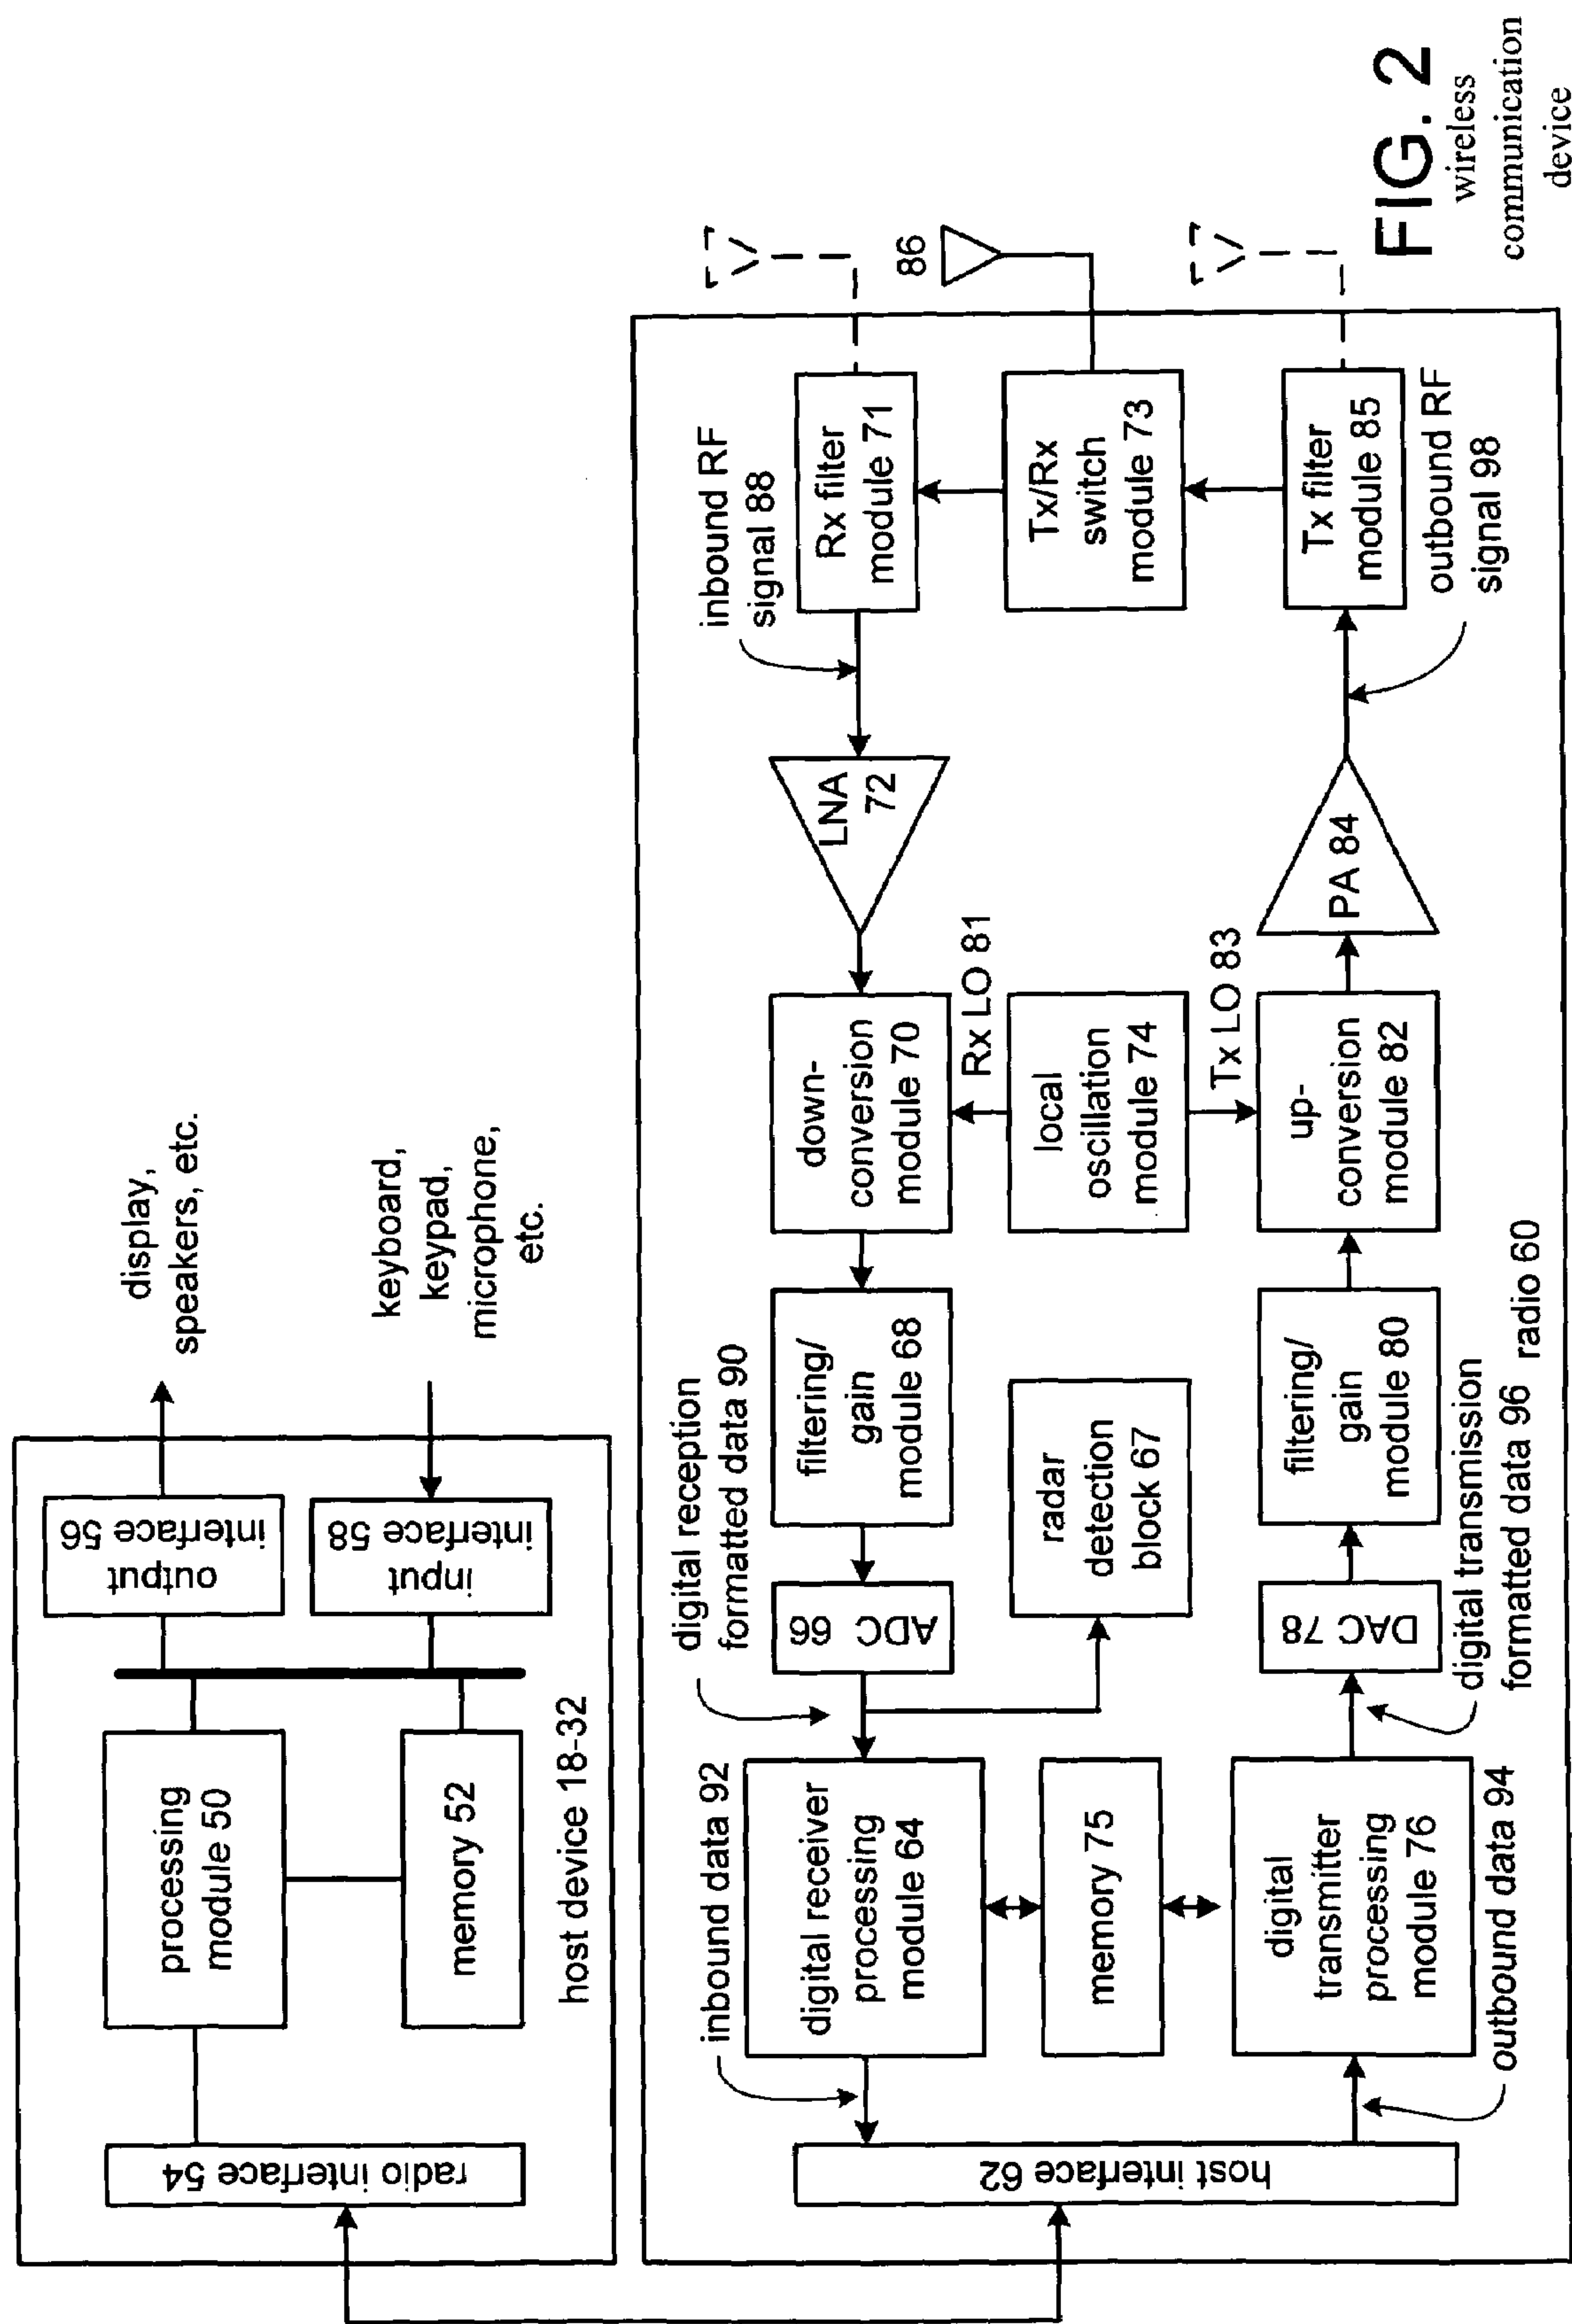 display,
speakers, etc.
keyboard,
keypad,
microphone,
etc.
output
interface 56
input
interface 58
processing
module 50
memory 52
radio interface 54
host device 18-32
inbound RF
signal 88
Rx filter
module 71
86
Tx/Rx
switch
module 73
Tx filter
module 85
outbound RF
signal 98
LNA
72
PA 84
down-
conversion
module 70
Rx LO 81
local
oscillation
module 74
Tx LO 83
up-
conversion
module 82
filtering/
gain
module 68
digital reception
formatted data 90
ADC 66
radar
detection
block 67
filtering/
gain
module 80
DAC 78
digital transmission
formatted data 96
radio 60
inbound data 92
digital receiver
processing
module 64
memory 75
digital
transmitter
processing
module 76
outbound data 94
host interface 62
FIG. 2
wireless
communication
device